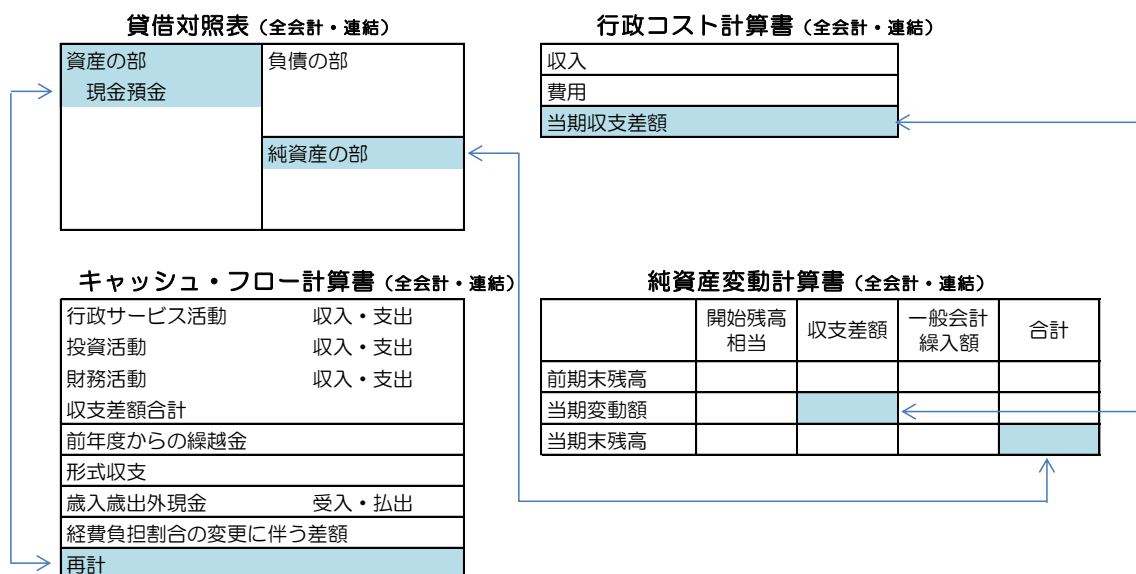 貸借対照表（全会計・連結）
資産の部
現金預金
負債の部
純資産の部
行政コスト計算書（全会計・連結）
収入
費用
当期収支差額
キャッシュ・フロー計算書（全会計・連結）
行政サービス活動 収入・支出
投資活動 収入・支出
財務活動 収入・支出
収支差額合計
前年度からの繰越金
形式収支
歳入歳出外現金 受入・払出
経費負担割合の変更に伴う差額
再計
純資産変動計算書（全会計・連結）
開始残高
相当
収支差額
一般会計
繰入額
合計
前期末残高
当期変動額
当期末残高